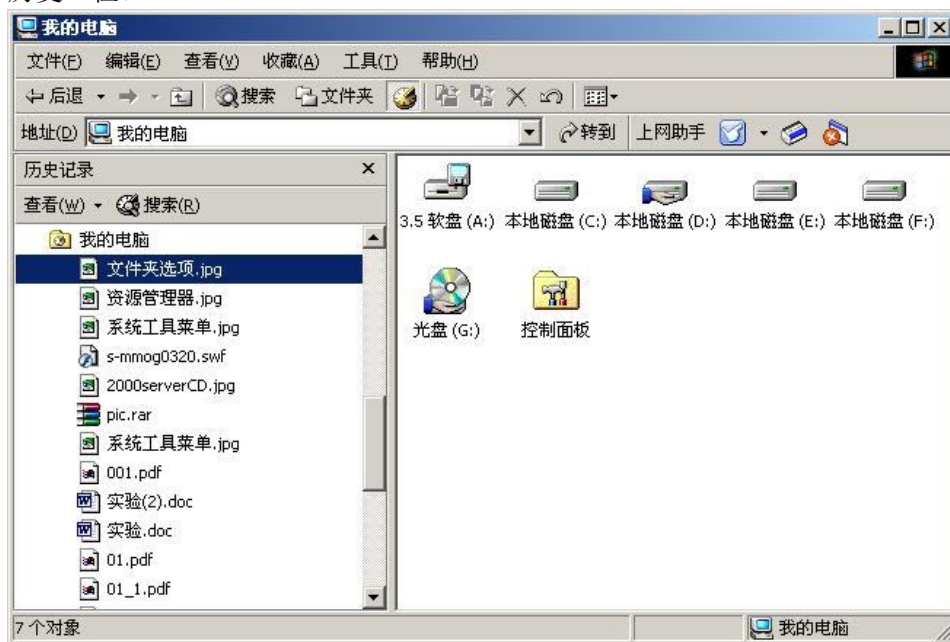 我的电脑
文件(F) 编辑(E) 查看(V) 收藏(A) 工具(T) 帮助(H)
后退 搜索 文件夹
地址(D) 我的电脑 转到 上网助手
历史记录
查看(W) 搜索(R)
我的电脑
文件夹选项.jpg
资源管理器.jpg
系统工具菜单.jpg
s-mmog0320.swf
2000serverCD.jpg
pic.rar
系统工具菜单.jpg
001.pdf
实验(2).doc
实验.doc
01.pdf
01_1.pdf
3.5 软盘 (A:) 本地磁盘 (C:) 本地磁盘 (D:) 本地磁盘 (E:) 本地磁盘 (F:)
光盘 (G:) 控制面板
7 个对象 我的电脑